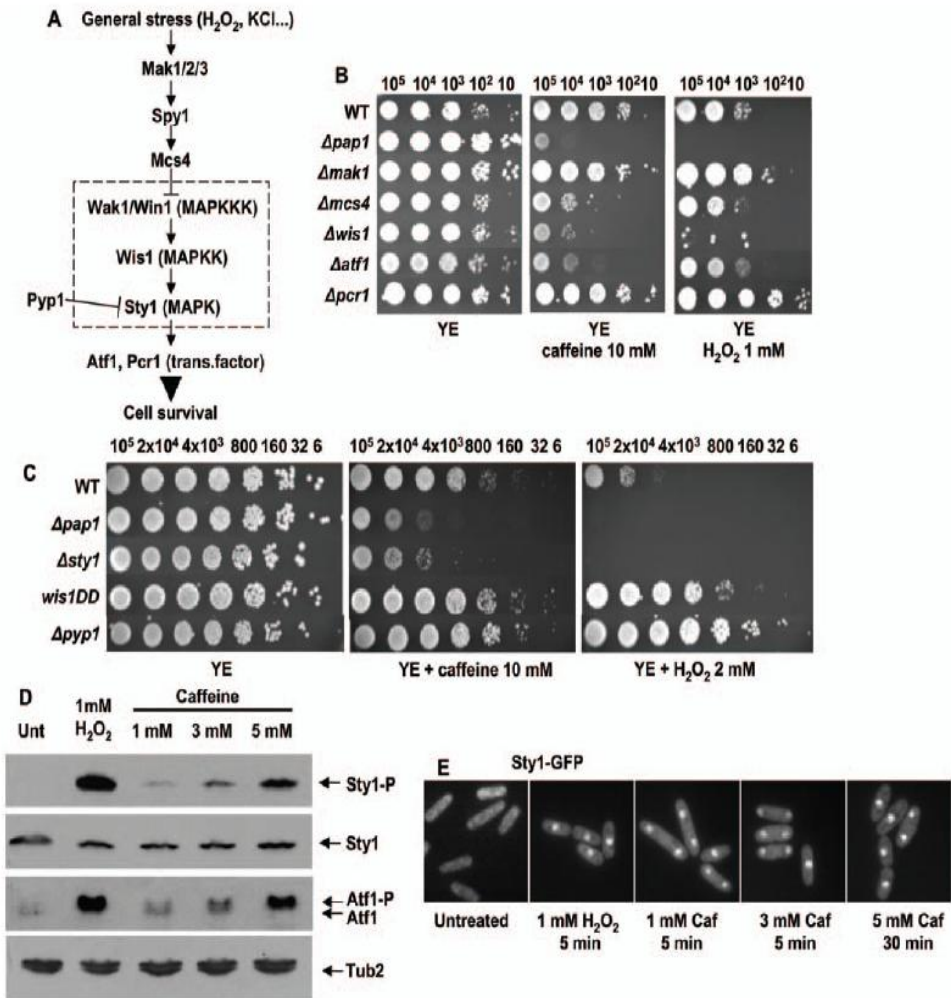 A
General stress (H₂O₂, KCl...)
Mak1/2/3
Spy1
Mcs4
Wak1/Win1 (MAPKKK)
Wis1 (MAPKK)
Pyp1
Sty1 (MAPK)
Atf1, Pcr1 (trans.factor)
Cell survival
B
10⁵ 10⁴ 10³ 10² 10
10⁵ 10⁴ 10³ 10² 10
10⁵ 10⁴ 10³ 10² 10
WT
Δpap1
Δmak1
Δmcs4
Δwis1
Δatf1
Δpcr1
YE
YE
caffeine 10 mM
YE
H₂O₂ 1 mM
C
10⁵ 2x10⁴ 4x10³ 800 160 32 6
10⁵ 2x10⁴ 4x10³ 800 160 32 6
10⁵ 2x10⁴ 4x10³ 800 160 32 6
WT
Δpap1
Δsty1
wis1DD
Δpyp1
YE
YE + caffeine 10 mM
YE + H₂O₂ 2 mM
D
Unt
1mM
H₂O₂
Caffeine
1 mM 3 mM 5 mM
Sty1-P
Sty1
Atf1-P
Atf1
Tub2
E
Sty1-GFP
Untreated
1 mM H₂O₂
5 min
1 mM Caf
5 min
3 mM Caf
5 min
5 mM Caf
30 min